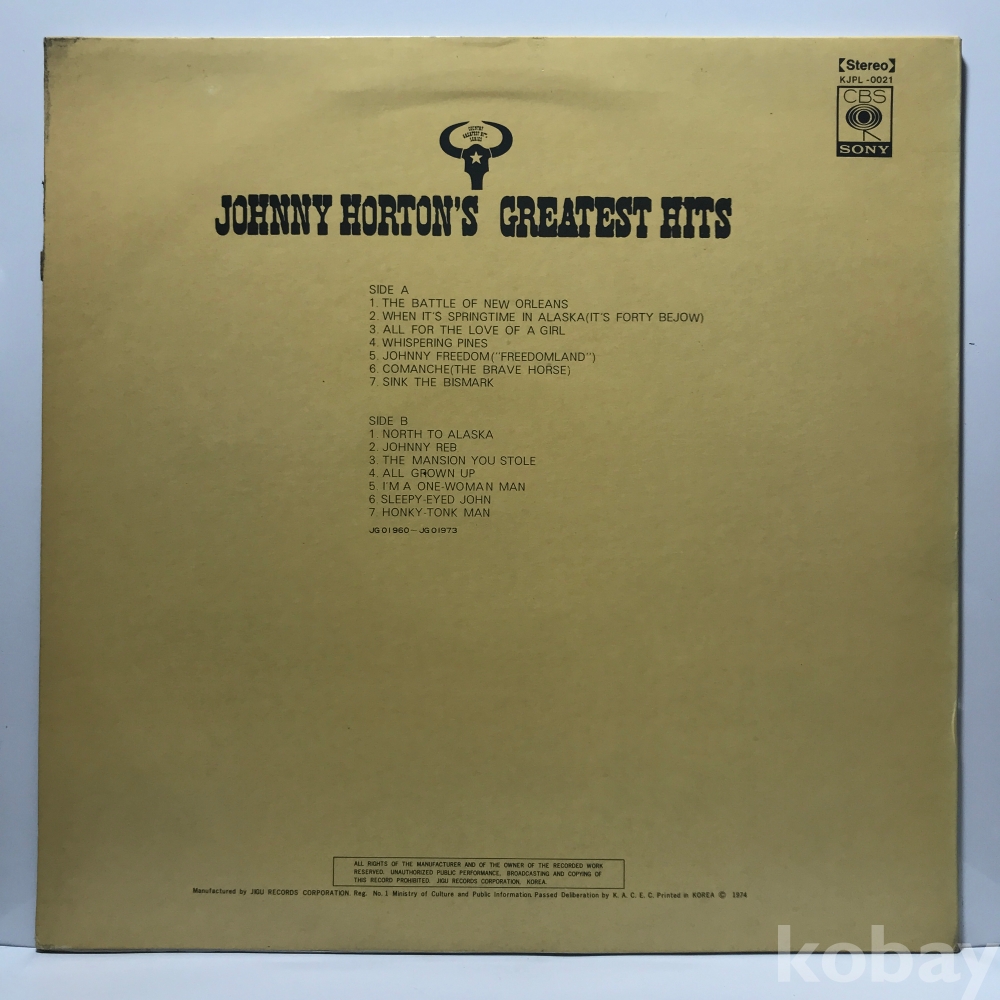 【Stereo】
KJPL-0021
CBS
SONY
COUNTRY
GREATEST HITS
SERIES
JOHNNY HORTON'S GREATEST HITS
SIDE A
1. THE BATTLE OF NEW ORLEANS
2. WHEN IT'S SPRINGTIME IN ALASKA(IT'S FORTY BEJOW)
3. ALL FOR THE LOVE OF A GIRL
4. WHISPERING PINES
5. JOHNNY FREEDOM("FREEDOMLAND")
6. COMANCHE(THE BRAVE HORSE)
7. SINK THE BISMARK
SIDE B
1. NORTH TO ALASKA
2. JOHNNY REB
3. THE MANSION YOU STOLE
4. ALL GROWN UP
5. I'M A ONE-WOMAN MAN
6. SLEEPY-EYED JOHN
7. HONKY-TONK MAN
JG01960-JG01973
ALL RIGHTS OF THE MANUFACTURER AND OF THE OWNER OF THE RECORDED WORK
RESERVED. UNAUTHORIZED PUBLIC PERFORMANCE, BROADCASTING AND COPYING OF
THIS RECORD PROHIBITED. JIGU RECORDS CORPORATION, KOREA.
Manufactured by JIGU RECORDS CORPORATION. Reg. No. 1 Ministry of Culture and Public Information. Passed Deliberation by K. A. C. E. C. Printed in KOREA © 1974
kobay